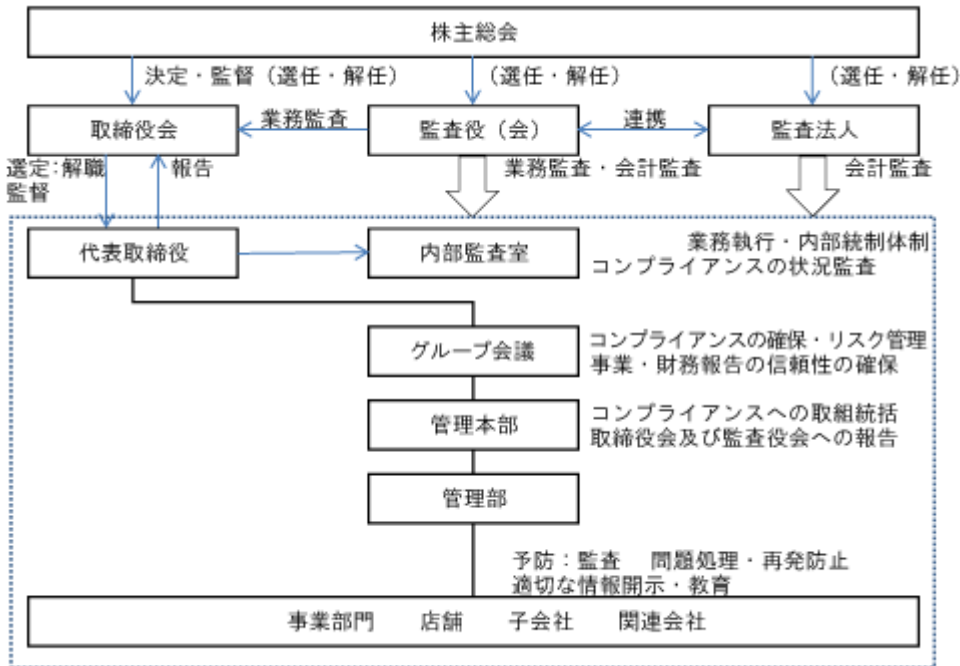 株主総会
決定・監督（選任・解任）
（選任・解任）
（選任・解任）
取締役会
業務監査
監査役（会）
連携
監査法人
選定：解職
監督
報告
業務監査・会計監査
会計監査
代表取締役
内部監査室
業務執行・内部統制体制
コンプライアンスの状況監査
グループ会議
コンプライアンスの確保・リスク管理
事業・財務報告の信頼性の確保
管理本部
コンプライアンスへの取組統括
取締役会及び監査役会への報告
管理部
予防：監査　問題処理・再発防止
適切な情報開示・教育
事業部門　店舗　子会社　関連会社